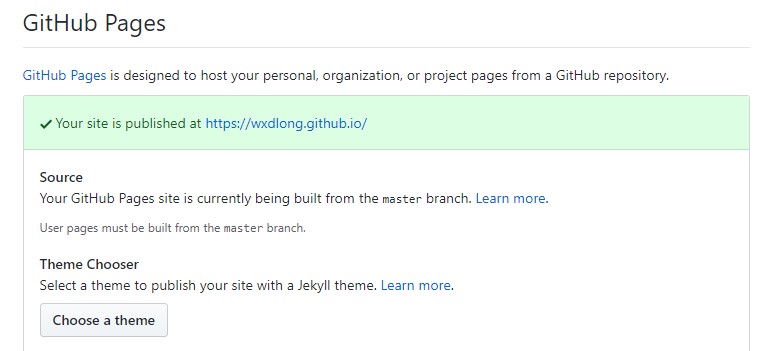 GitHub Pages
GitHub Pages is designed to host your personal, organization, or project pages from a GitHub repository.
✔ Your site is published at https://wxdlong.github.io/
Source
Your GitHub Pages site is currently being built from the master branch. Learn more.
User pages must be built from the master branch.
Theme Chooser
Select a theme to publish your site with a Jekyll theme. Learn more.
Choose a theme